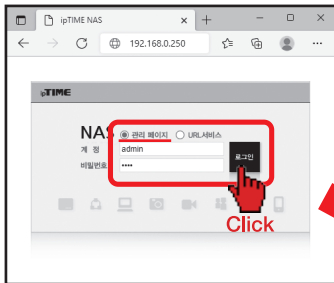 ipTIME NAS
192.168.0.250
ipTIME
NAS 관리 페이지 URL서비스
계 정 admin
비밀번호 ••••
로그인
Click